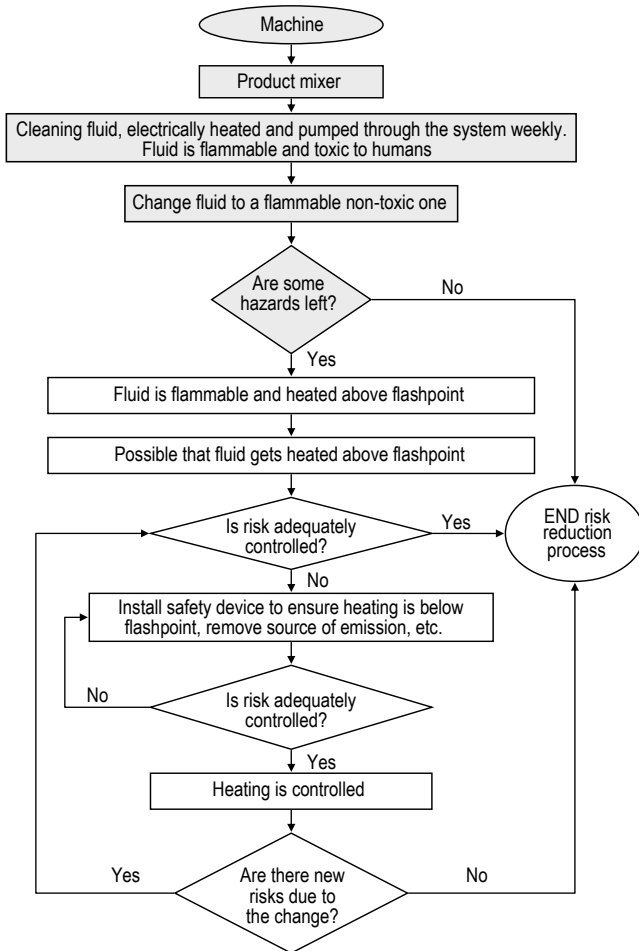 Machine
Product mixer
Cleaning fluid, electrically heated and pumped through the system weekly.
Fluid is flammable and toxic to humans
Change fluid to a flammable non-toxic one
Are some
hazards left?
No
Yes
Fluid is flammable and heated above flashpoint
Possible that fluid gets heated above flashpoint
Is risk adequately
controlled?
Yes
END risk
reduction
process
No
Install safety device to ensure heating is below
flashpoint, remove source of emission, etc.
No
Is risk adequately
controlled?
Yes
Heating is controlled
Yes
Are there new
risks due to
the change?
No